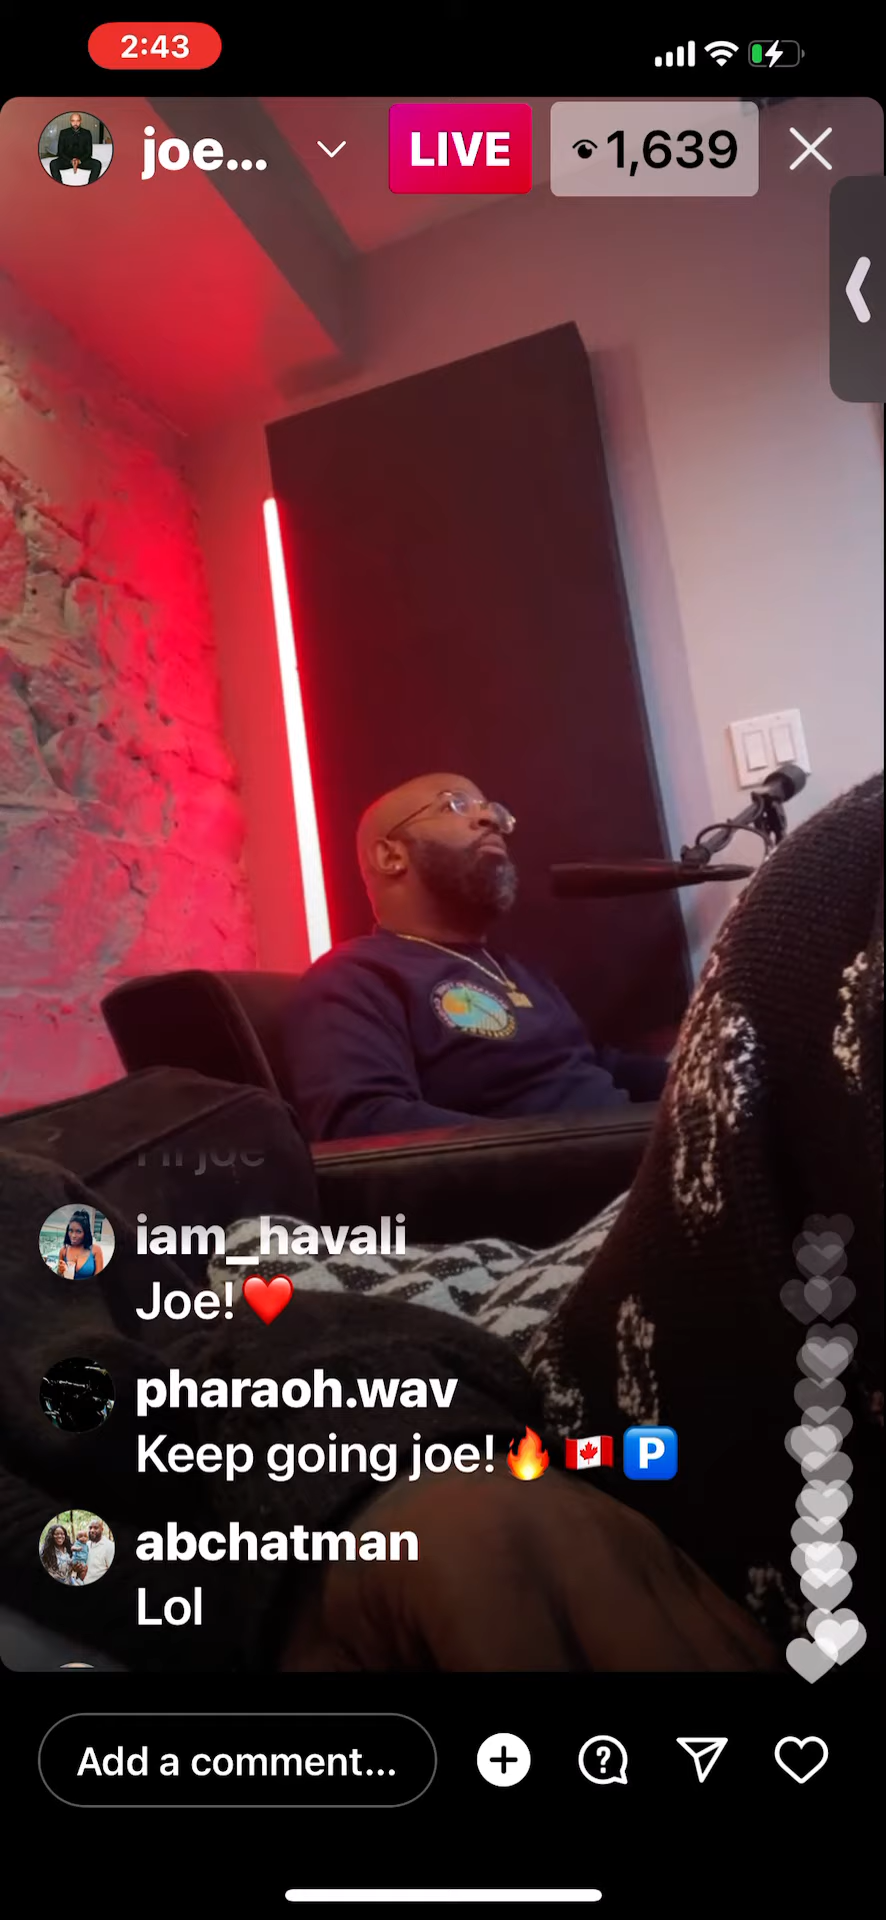 2:43
joe...
LIVE
1,639
iam_havali
Joe!❤️
pharaoh.wav
Keep going joe!🔥🇨🇦🅿️
abchatman
Lol
Add a comment...